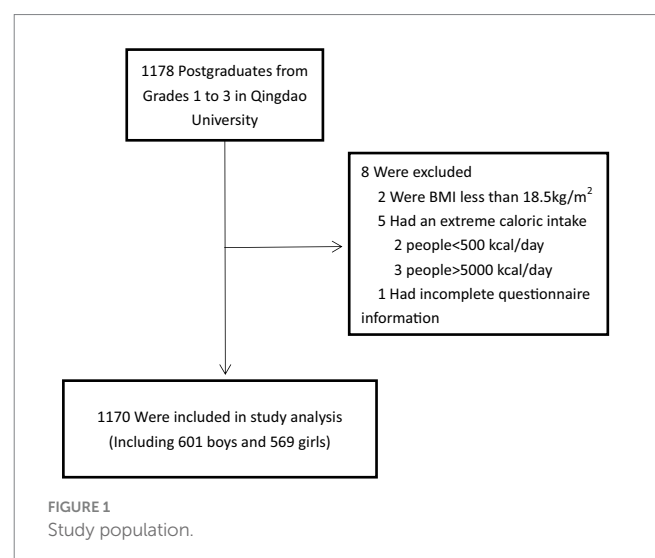 1178 Postgraduates from
Grades 1 to 3 in Qingdao
University
8 Were excluded
2 Were BMI less than 18.5kg/m²
5 Had an extreme caloric intake
2 people<500 kcal/day
3 people>5000 kcal/day
1 Had incomplete questionnaire
information
1170 Were included in study analysis
(Including 601 boys and 569 girls)
FIGURE 1
Study population.